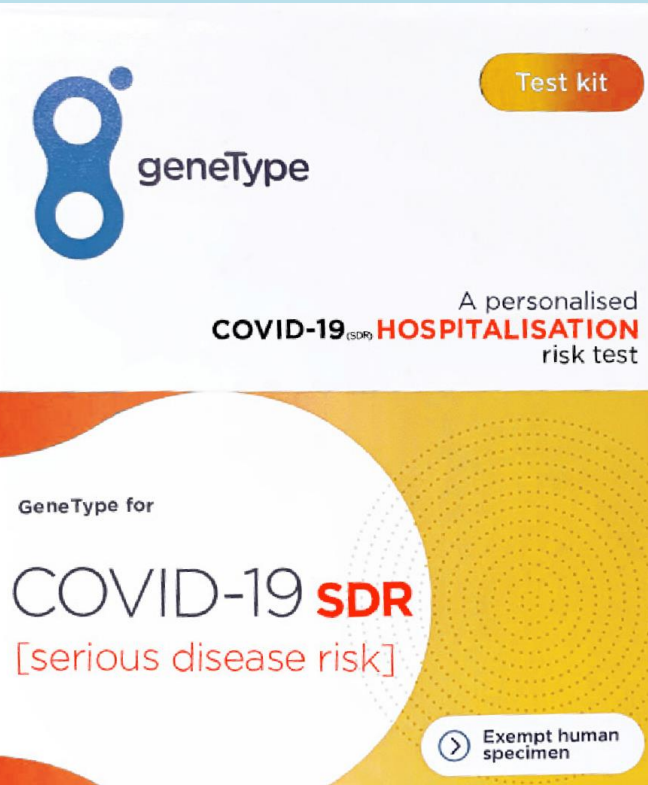 Test kit
geneType
A personalised
COVID-19 (SDR) HOSPITALISATION
risk test
GeneType for
COVID-19 SDR
[serious disease risk]
Exempt human
specimen